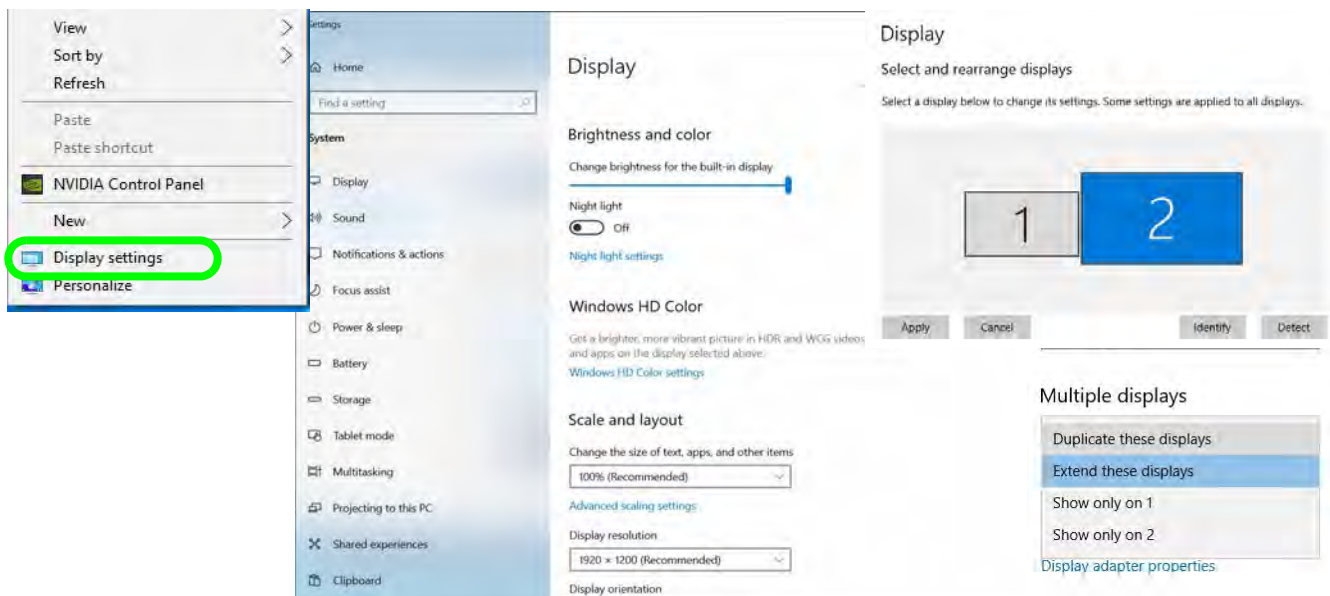 View
Sort by
Refresh
Paste
Paste shortcut
NVIDIA Control Panel
New
Display settings
Personalize
Settings
Home
Find a setting
System
Display
Sound
Notifications & actions
Focus assist
Power & sleep
Battery
Storage
Tablet mode
Multitasking
Projecting to this PC
Shared experiences
Clipboard
Display
Brightness and color
Change brightness for the built-in display
Night light
Off
Night light settings
Windows HD Color
Get a brighter, more vibrant picture in HDR and WCG videos
and apps on the display selected above.
Windows HD Color settings
Scale and layout
Change the size of text, apps, and other items
100% (Recommended)
Advanced scaling settings
Display resolution
1920 × 1200 (Recommended)
Display orientation
Display
Select and rearrange displays
Select a display below to change its settings. Some settings are applied to all displays.
1
2
Apply
Cancel
Identify
Detect
Multiple displays
Duplicate these displays
Extend these displays
Show only on 1
Show only on 2
Display adapter properties